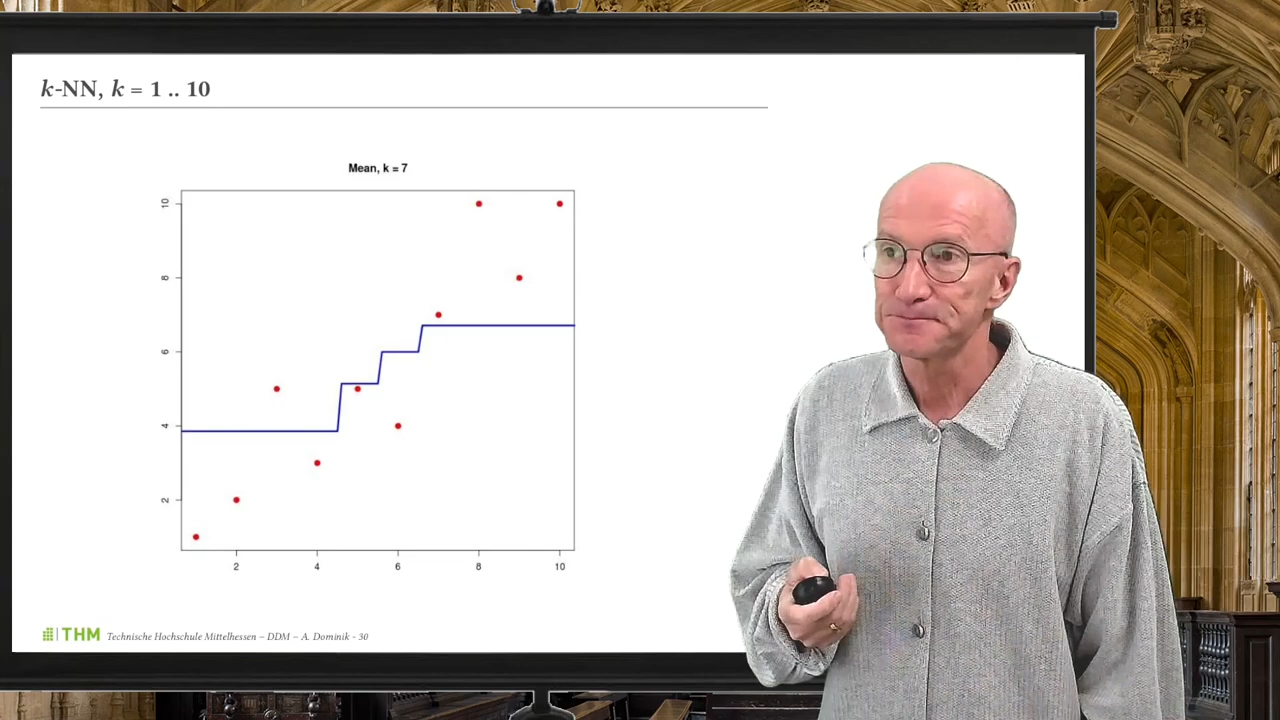 k-NN, k = 1 .. 10
Mean, k = 7
10
8
6
4
2
2 4 6 8 10
THM Technische Hochschule Mittelhessen – DDM – A. Dominik - 30